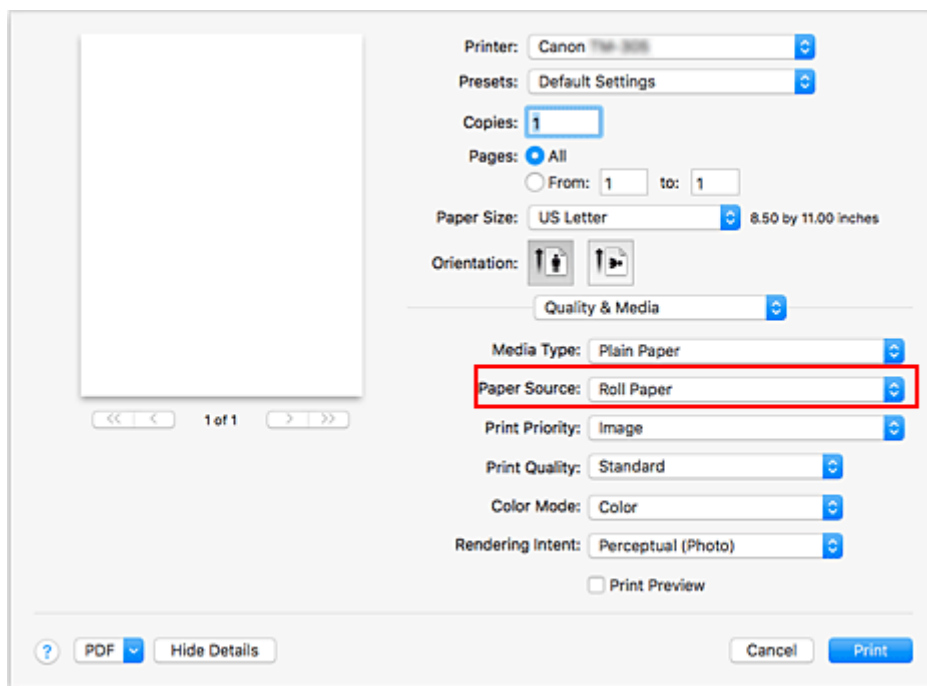 Printer: Canon
Presets: Default Settings
Copies: 1
Pages: All
From: 1 to: 1
Paper Size: US Letter 8.50 by 11.00 inches
Orientation:
Quality & Media
Media Type: Plain Paper
Paper Source: Roll Paper
<< < 1 of 1 > >>
Print Priority: Image
Print Quality: Standard
Color Mode: Color
Rendering Intent: Perceptual (Photo)
Print Preview
? PDF Hide Details Cancel Print